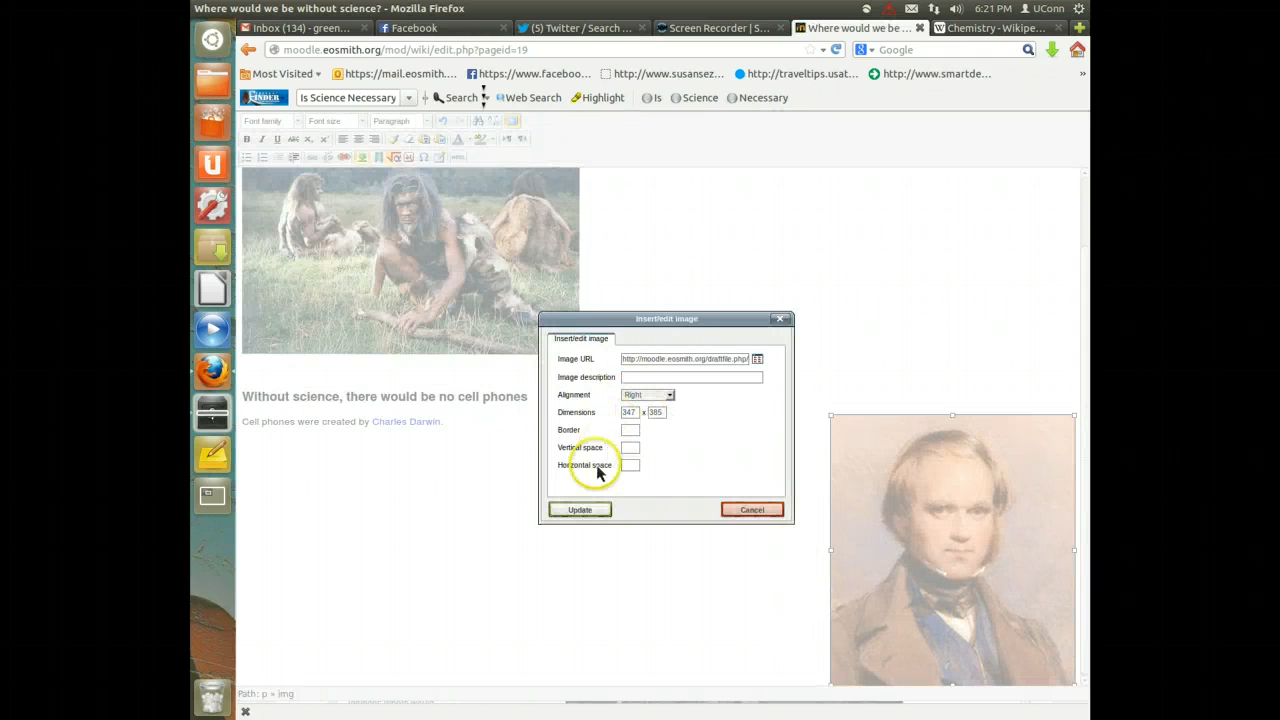 Where would we be without science? - Mozilla Firefox
6:21 PM UConn
Inbox (134) - green...
Facebook
(5) Twitter / Search ...
Screen Recorder | S...
Where would we be ...
Chemistry - Wikipe...
moodle.eosmith.org/mod/wiki/edit.php?pageid=19
Google
Most Visited
https://mail.eosmith....
https://www.faceboo...
http://www.susansez...
http://traveltips.usat...
http://www.smartde...
»
FINDER
Is Science Necessary
Search
Web Search
Highlight
Is
Science
Necessary
Font family
Font size
Paragraph
HTML
Insert/edit image
Insert/edit image
Image URL http://moodle.eosmith.org/draftfile.php/
Image description
Alignment Right
Dimensions 347 x 385
Border
Vertical space
Horizontal space
Update Cancel
Without science, there would be no cell phones
Cell phones were created by Charles Darwin.
Path: p » img